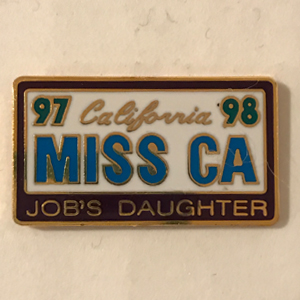 97 California 98
MISS CA
JOB'S DAUGHTER